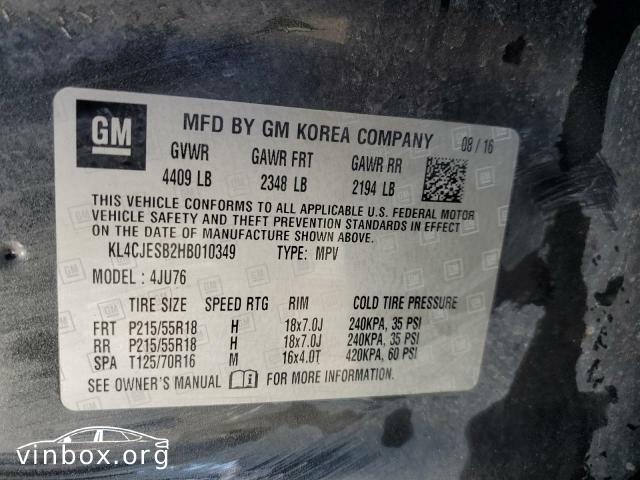 GM
MFD BY GM KOREA COMPANY 08/16
GVWR GAWR FRT GAWR RR
4409 LB 2348 LB 2194 LB
THIS VEHICLE CONFORMS TO ALL APPLICABLE U.S. FEDERAL MOTOR
VEHICLE SAFETY AND THEFT PREVENTION STANDARDS IN EFFECT
ON THE DATE OF MANUFACTURE SHOWN ABOVE.
KL4CJESB2HB010349 TYPE: MPV
MODEL : 4JU76
TIRE SIZE SPEED RTG RIM COLD TIRE PRESSURE
FRT P215/55R18 H 18x7.0J 240KPA, 35 PSI
RR P215/55R18 H 18x7.0J 240KPA, 35 PSI
SPA T125/70R16 M 16x4.0T 420KPA, 60 PSI
SEE OWNER'S MANUAL i FOR MORE INFORMATION.
vinbox.org